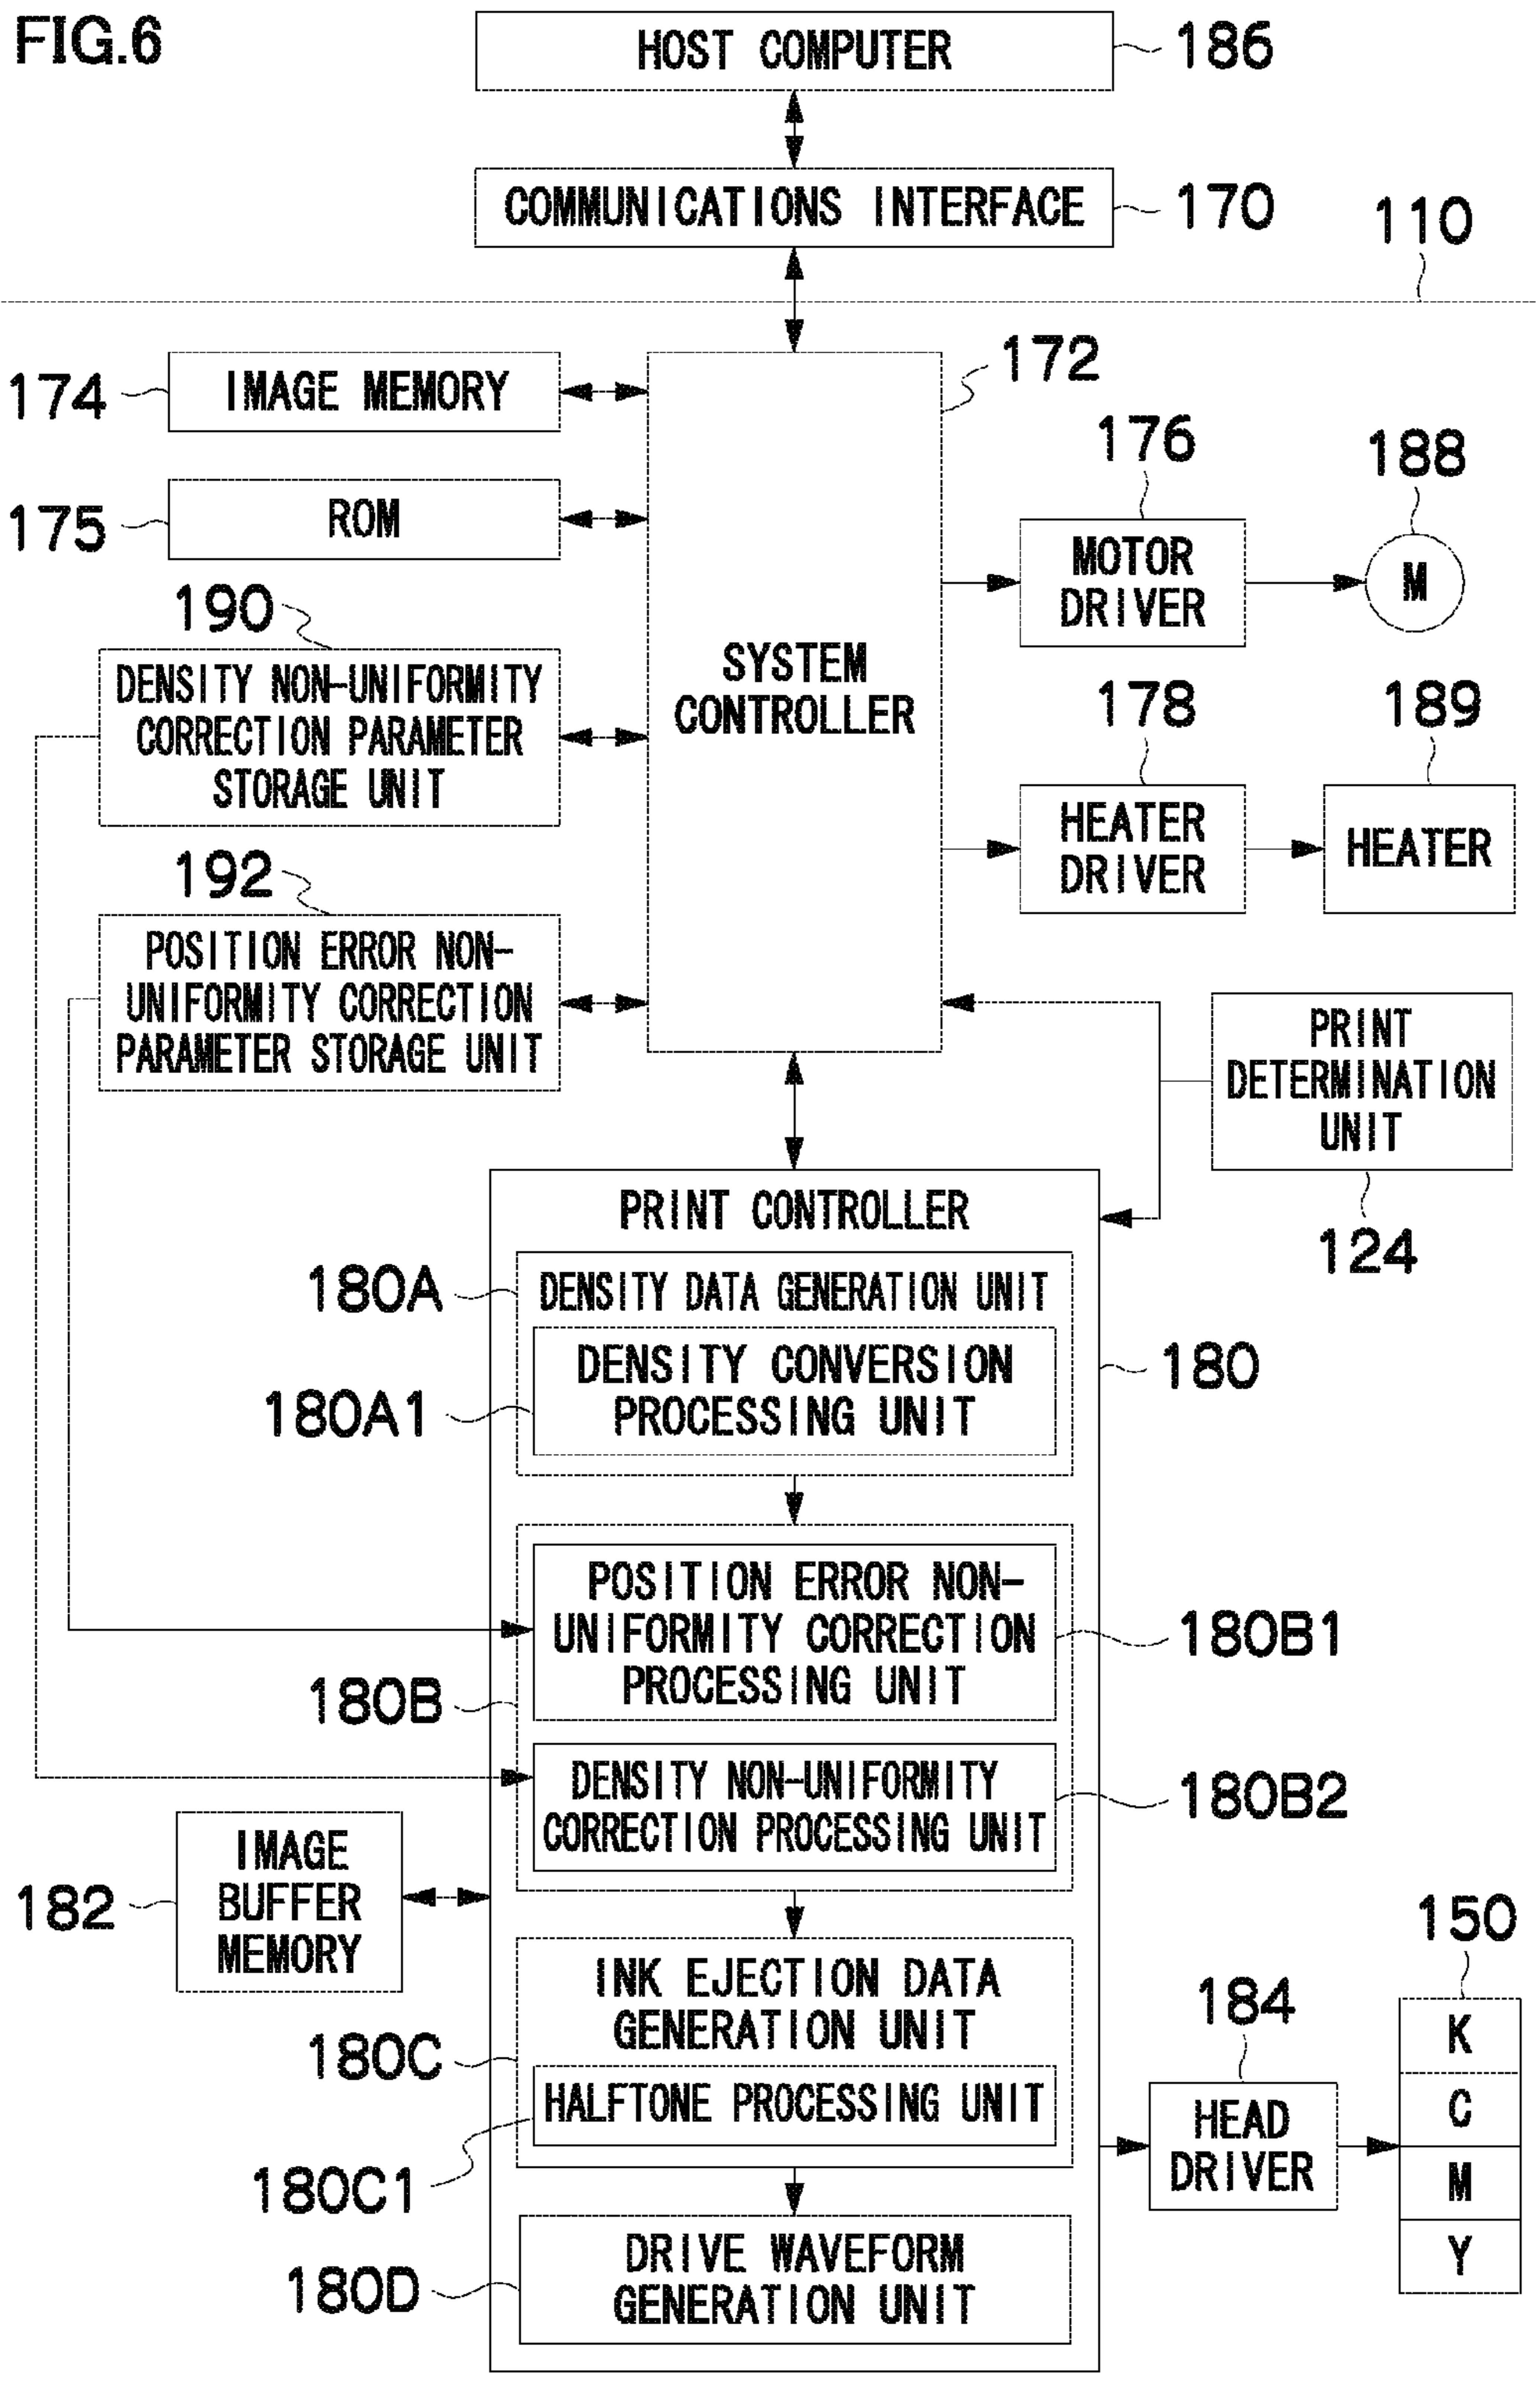 FIG.6
HOST COMPUTER
186
COMMUNICATIONS INTERFACE
170
110
174
IMAGE MEMORY
172
175
ROM
176
188
MOTOR
DRIVER
M
190
DENSITY NON-UNIFORMITY
CORRECTION PARAMETER
STORAGE UNIT
SYSTEM
CONTROLLER
178
189
HEATER
DRIVER
HEATER
192
POSITION ERROR NON-
UNIFORMITY CORRECTION
PARAMETER STORAGE UNIT
PRINT
DETERMINATION
UNIT
124
PRINT CONTROLLER
180A
DENSITY DATA GENERATION UNIT
180
180A1
DENSITY CONVERSION
PROCESSING UNIT
POSITION ERROR NON-
UNIFORMITY CORRECTION
PROCESSING UNIT
180B1
180B
DENSITY NON-UNIFORMITY
CORRECTION PROCESSING UNIT
180B2
182
IMAGE
BUFFER
MEMORY
INK EJECTION DATA
GENERATION UNIT
180C
HALFTONE PROCESSING UNIT
180C1
184
HEAD
DRIVER
150
K
C
M
Y
180D
DRIVE WAVEFORM
GENERATION UNIT